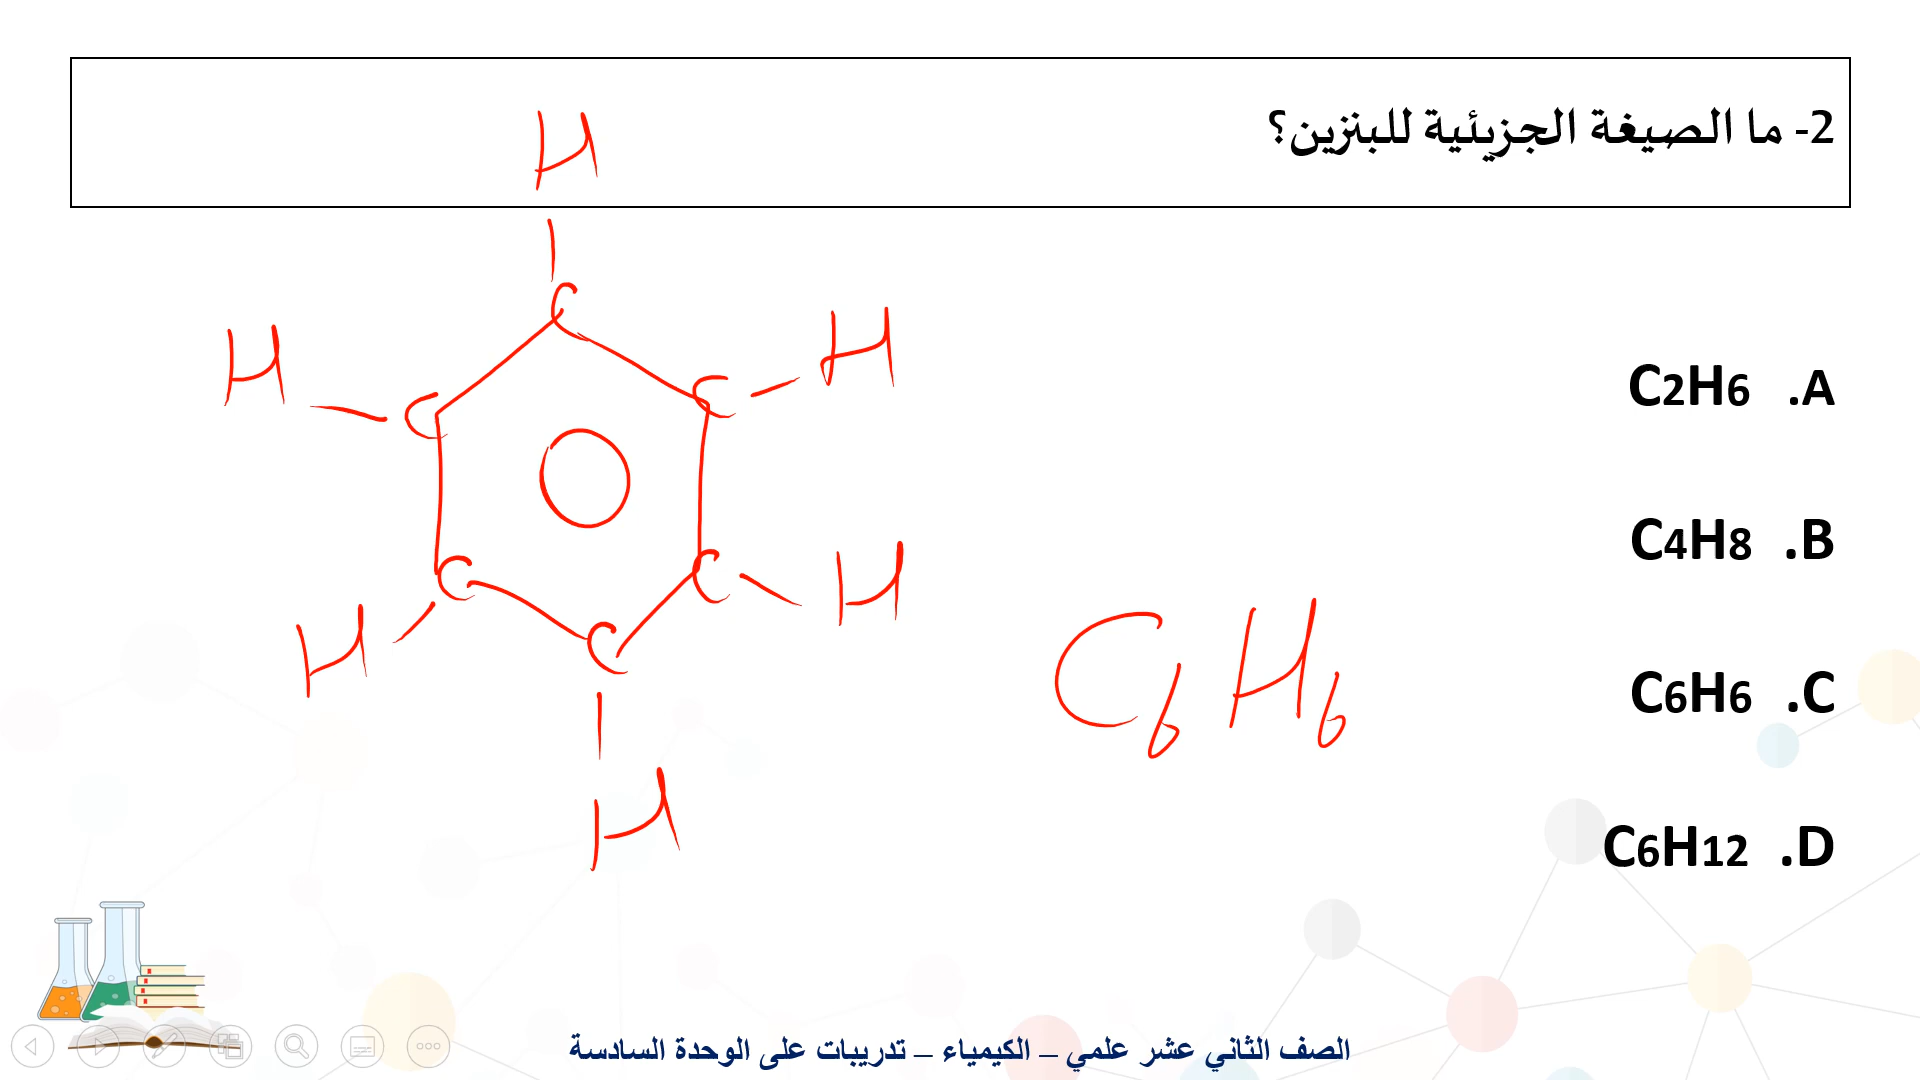 2- ما الصيغة الجزيئية للبنزين؟
H
C
H
C
H
C
H
C
H
C
H
C
H
C6H6
A. C2H6
B. C4H8
C. C6H6
D. C6H12
الصف الثاني عشر علمي – الكيمياء – تدريبات على الوحدة السادسة